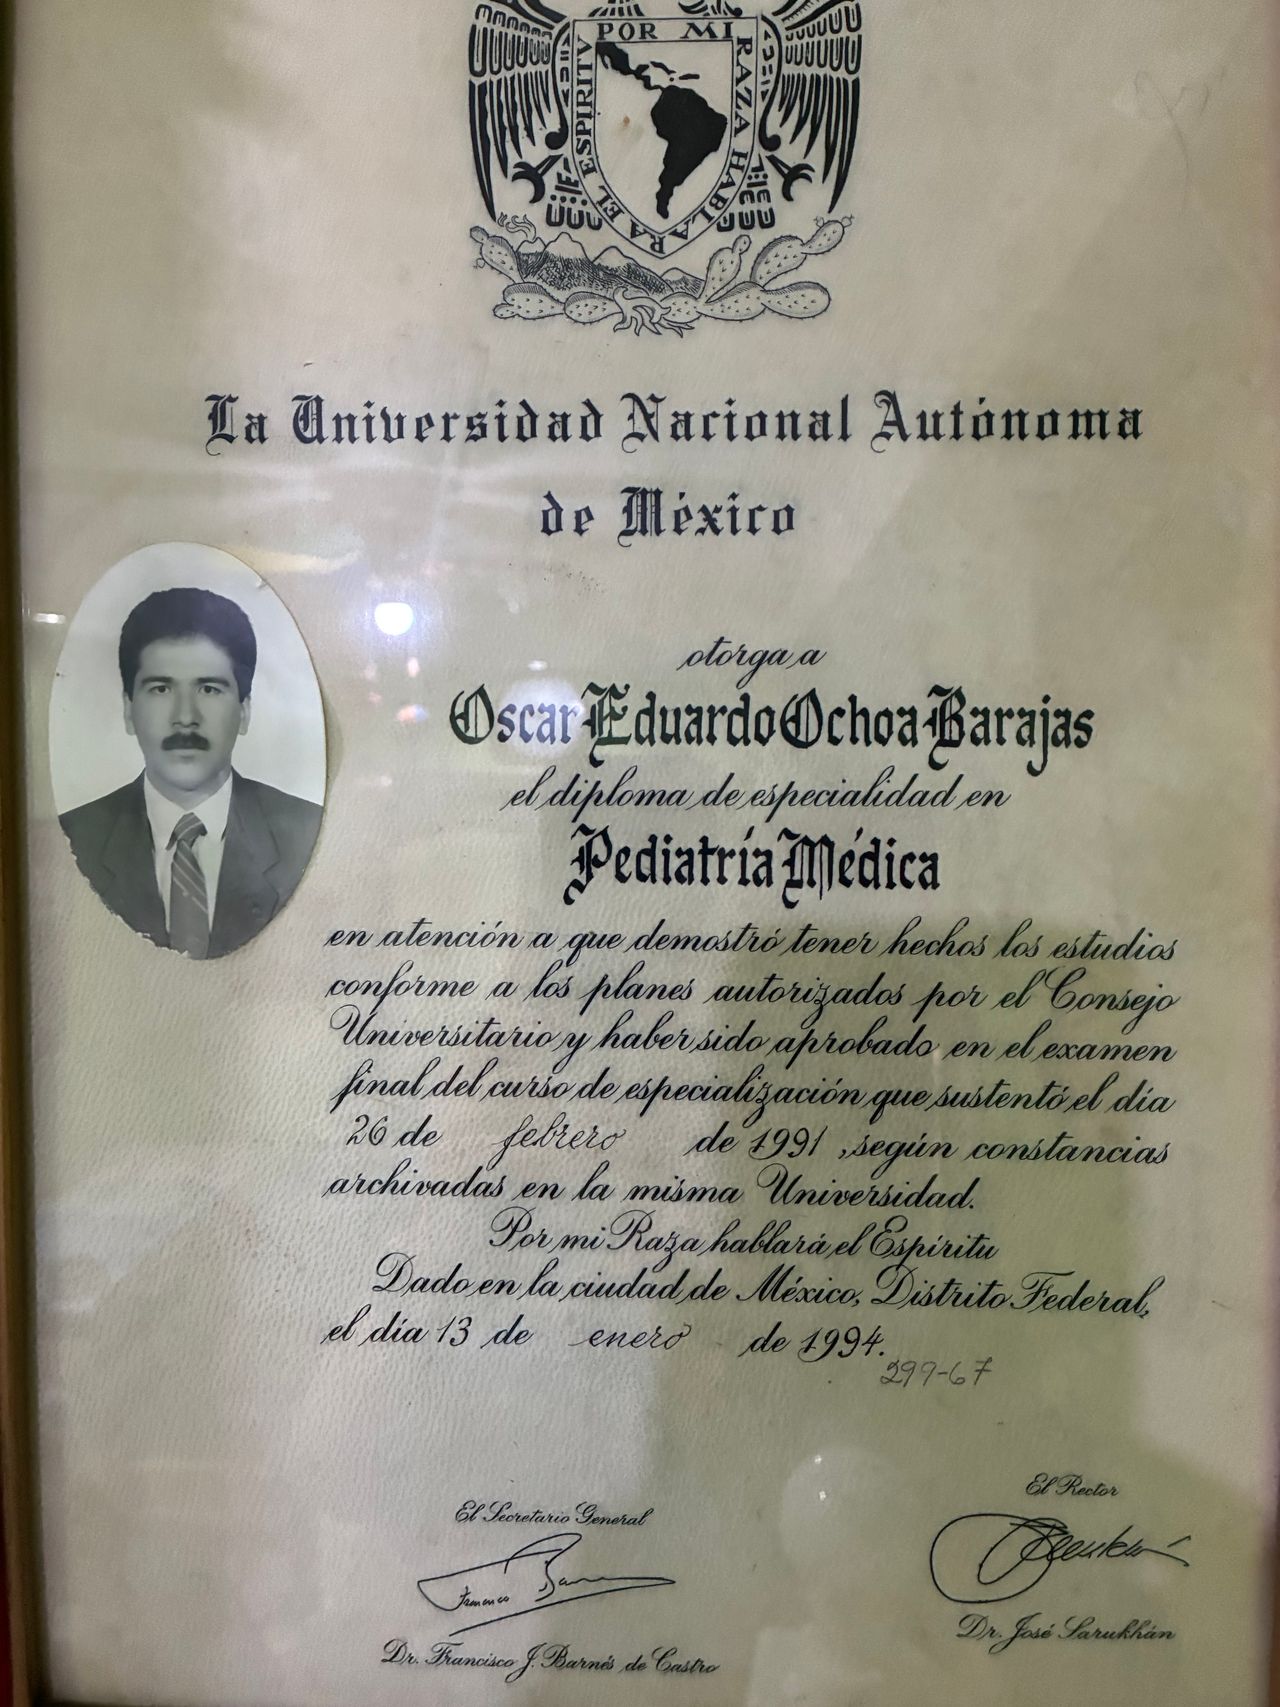 POR MI RAZA HABLARA EL ESPIRITU
La Universidad Nacional Autónoma
de México
otorga a
Oscar Eduardo Ochoa Barajas
el diploma de especialidad en
Pediatría Médica
en atención a que demostró tener hechos los estudios
conforme a los planes autorizados por el Consejo
Universitario y haber sido aprobado en el examen
final del curso de especialización que sustentó el día
26 de febrero de 1991, según constancias
archivadas en la misma Universidad.
Por mi Raza hablará el Espíritu
Dado en la ciudad de México, Distrito Federal,
el día 13 de enero de 1994.
299-67
El Secretario General
Francisco Barnés
Dr. Francisco J. Barnés de Castro
El Rector
Sarukhán
Dr. José Sarukhán